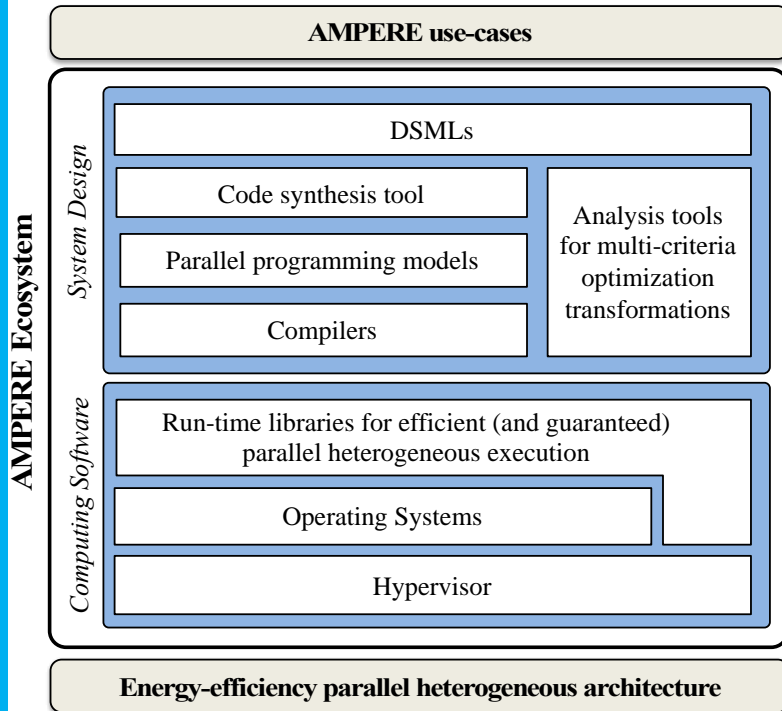 AMPERE use-cases
AMPERE Ecosystem
System Design
DSMLs
Code synthesis tool
Parallel programming models
Compilers
Analysis tools
for multi-criteria
optimization
transformations
Computing Software
Run-time libraries for efficient (and guaranteed)
parallel heterogeneous execution
Operating Systems
Hypervisor
Energy-efficiency parallel heterogeneous architecture